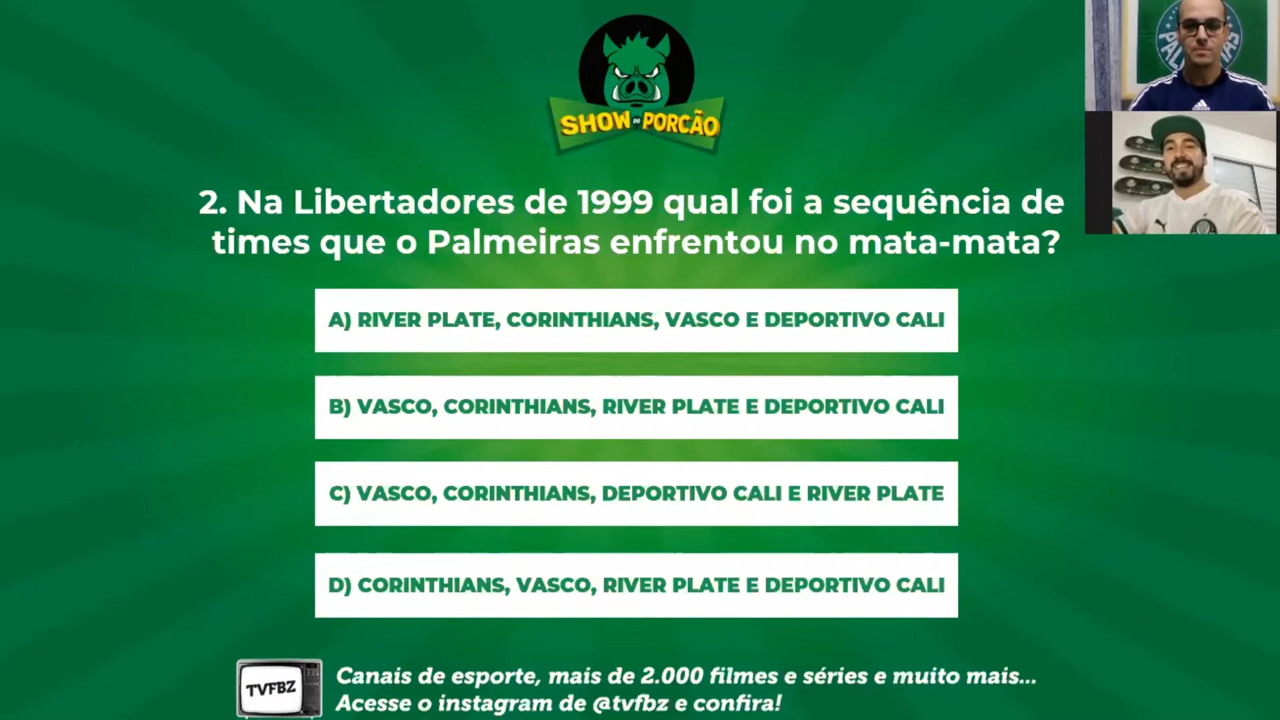 SHOW DO PORCÃO
2. Na Libertadores de 1999 qual foi a sequência de
times que o Palmeiras enfrentou no mata-mata?
A) RIVER PLATE, CORINTHIANS, VASCO E DEPORTIVO CALI
B) VASCO, CORINTHIANS, RIVER PLATE E DEPORTIVO CALI
C) VASCO, CORINTHIANS, DEPORTIVO CALI E RIVER PLATE
D) CORINTHIANS, VASCO, RIVER PLATE E DEPORTIVO CALI
TVFBZ
Canais de esporte, mais de 2.000 filmes e séries e muito mais...
Acesse o instagram de @tvfbz e confira!